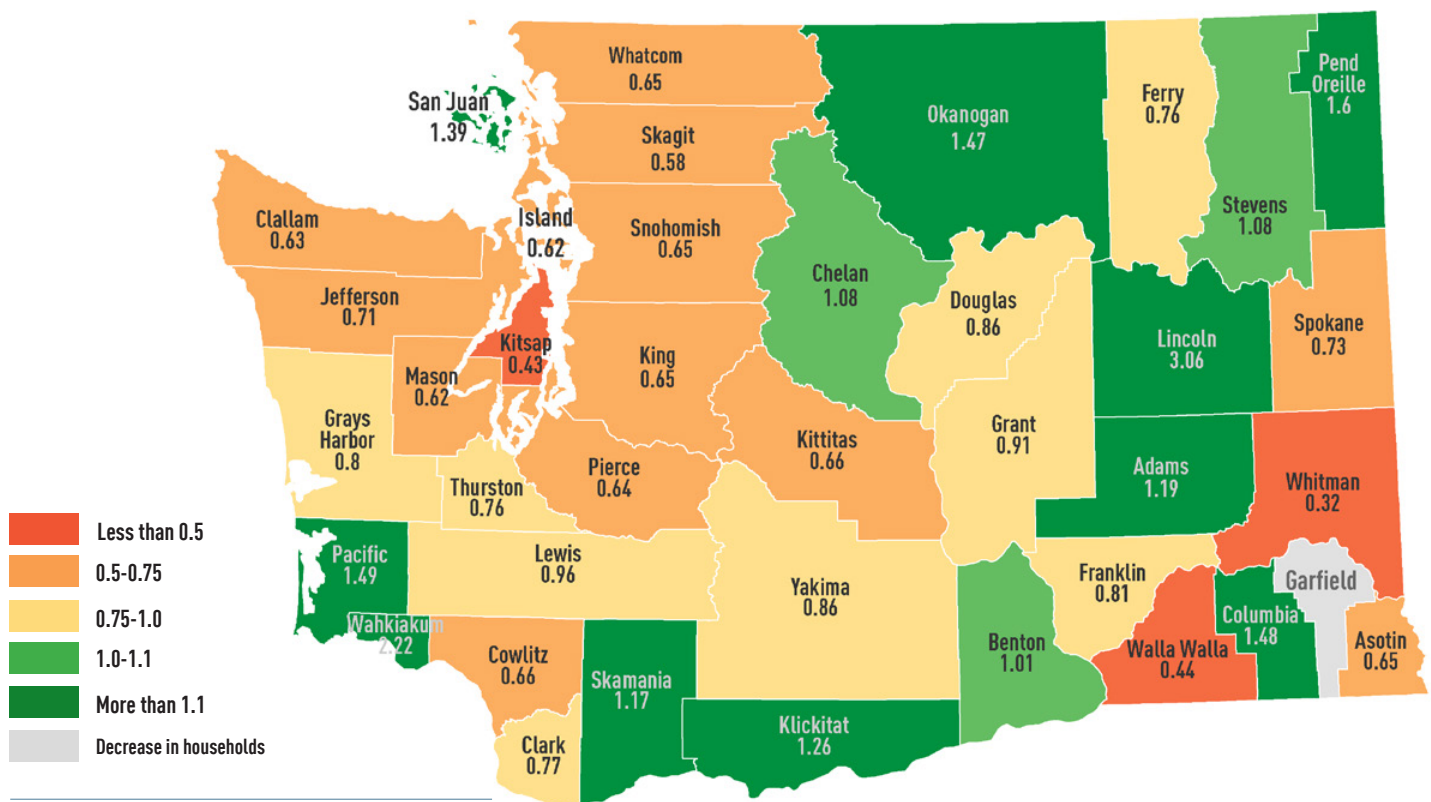 Whatcom
0.65
San Juan
1.39
Skagit
0.58
Okanogan
1.47
Ferry
0.76
Stevens
1.08
Pend
Oreille
1.6
Clallam
0.63
Island
0.62
Snohomish
0.65
Chelan
1.08
Douglas
0.86
Jefferson
0.71
Kitsap
0.43
King
0.65
Lincoln
3.06
Spokane
0.73
Mason
0.62
Grays
Harbor
0.8
Kittitas
0.66
Grant
0.91
Adams
1.19
Whitman
0.32
Thurston
0.76
Pierce
0.64
Pacific
1.49
Lewis
0.96
Yakima
0.86
Franklin
0.81
Garfield
Wahkiakum
2.22
Cowlitz
0.66
Skamania
1.17
Benton
1.01
Walla Walla
0.44
Columbia
1.48
Asotin
0.65
Clark
0.77
Klickitat
1.26
Less than 0.5
0.5-0.75
0.75-1.0
1.0-1.1
More than 1.1
Decrease in households